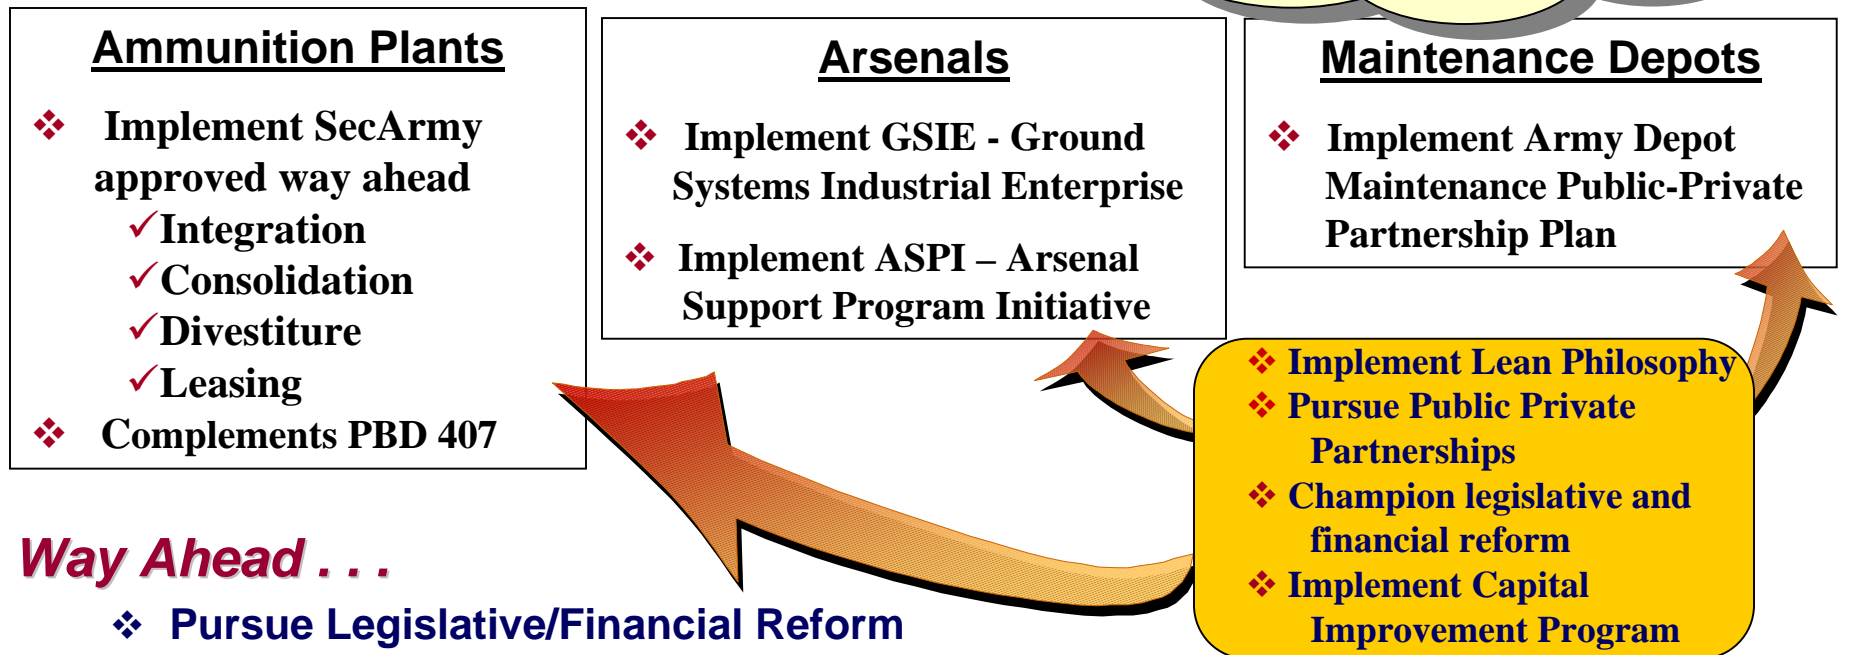 Ammunition Plants
❖ Implement SecArmy
approved way ahead
✓Integration
✓Consolidation
✓Divestiture
✓Leasing
❖ Complements PBD 407
Arsenals
❖ Implement GSIE - Ground
Systems Industrial Enterprise
❖ Implement ASPI – Arsenal
Support Program Initiative
Maintenance Depots
❖ Implement Army Depot
Maintenance Public-Private
Partnership Plan
❖ Implement Lean Philosophy
❖ Pursue Public Private
Partnerships
❖ Champion legislative and
financial reform
❖ Implement Capital
Improvement Program
Way Ahead . . .
❖ Pursue Legislative/Financial Reform